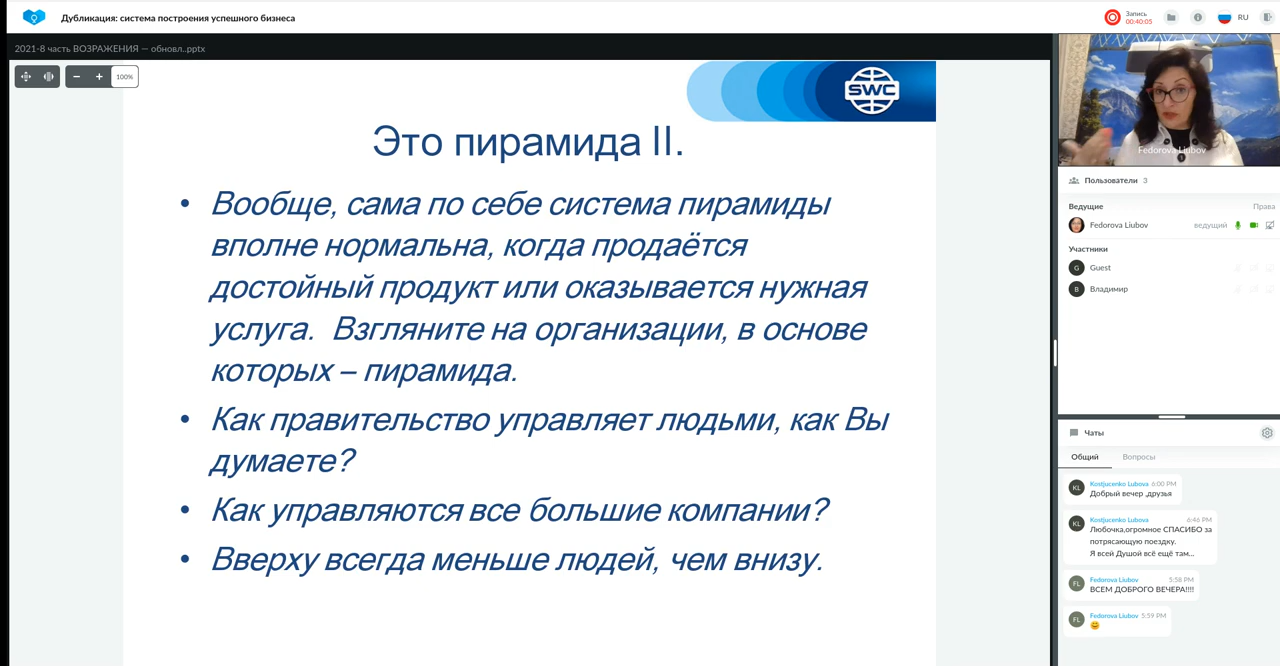 Дубликация: система построения успешного бизнеса
Запись
00:40:05
RU
2021-8 часть ВОЗРАЖЕНИЯ — обновл..pptx
100%
SWC
Это пирамида II.
• Вообще, сама по себе система пирамиды
вполне нормальна, когда продаётся
достойный продукт или оказывается нужная
услуга. Взгляните на организации, в основе
которых – пирамида.
• Как правительство управляет людьми, как Вы
думаете?
• Как управляются все большие компании?
• Вверху всегда меньше людей, чем внизу.
Fedorova Liubov
Пользователи 3
Ведущие Права
Fedorova Liubov ведущий
Участники
G Guest
В Владимир
Чаты
Общий Вопросы
KL Kostjucenko Lubova 6:00 PM
Добрый вечер ,друзья
KL Kostjucenko Lubova 6:46 PM
Любочка,огромное СПАСИБО за
потрясающую поездку.
Я всей Душой всё ещё там...
FL Fedorova Liubov 5:58 PM
ВСЕМ ДОБРОГО ВЕЧЕРА!!!!
FL Fedorova Liubov 5:59 PM
😊